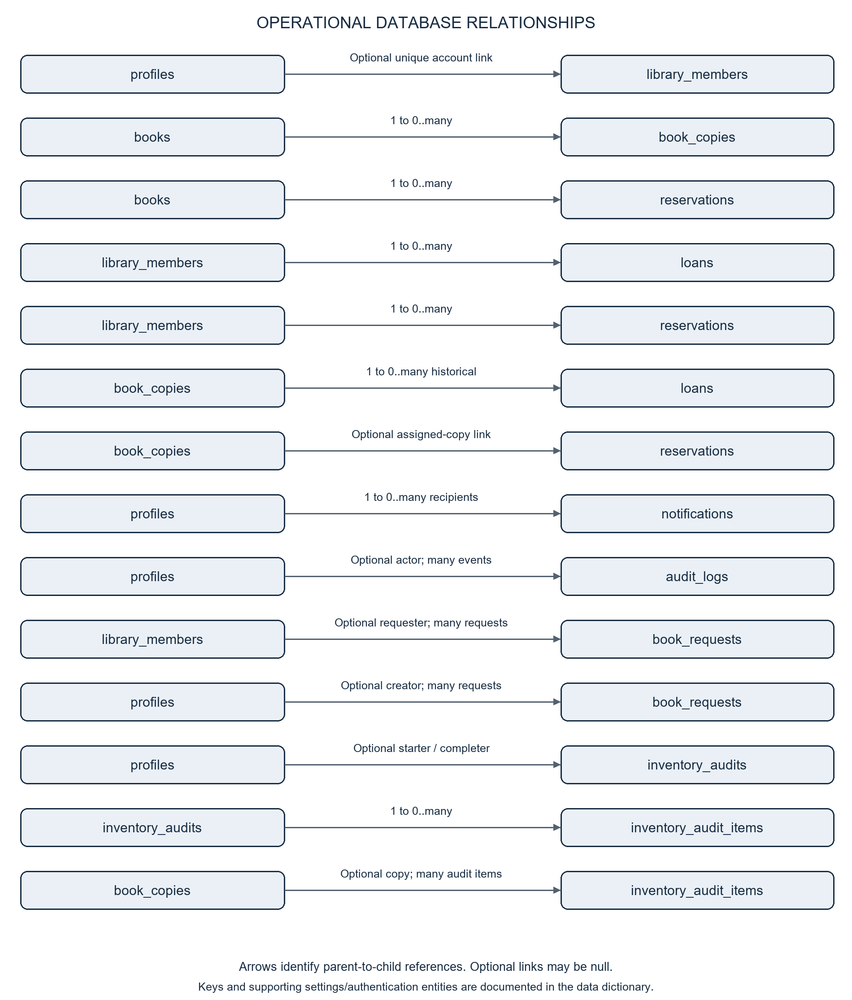 OPERATIONAL DATABASE RELATIONSHIPS
profiles
Optional unique account link
library_members
books
1 to 0..many
book_copies
books
1 to 0..many
reservations
library_members
1 to 0..many
loans
library_members
1 to 0..many
reservations
book_copies
1 to 0..many historical
loans
book_copies
Optional assigned-copy link
reservations
profiles
1 to 0..many recipients
notifications
profiles
Optional actor; many events
audit_logs
library_members
Optional requester; many requests
book_requests
profiles
Optional creator; many requests
book_requests
profiles
Optional starter / completer
inventory_audits
inventory_audits
1 to 0..many
inventory_audit_items
book_copies
Optional copy; many audit items
inventory_audit_items
Arrows identify parent-to-child references. Optional links may be null.
Keys and supporting settings/authentication entities are documented in the data dictionary.